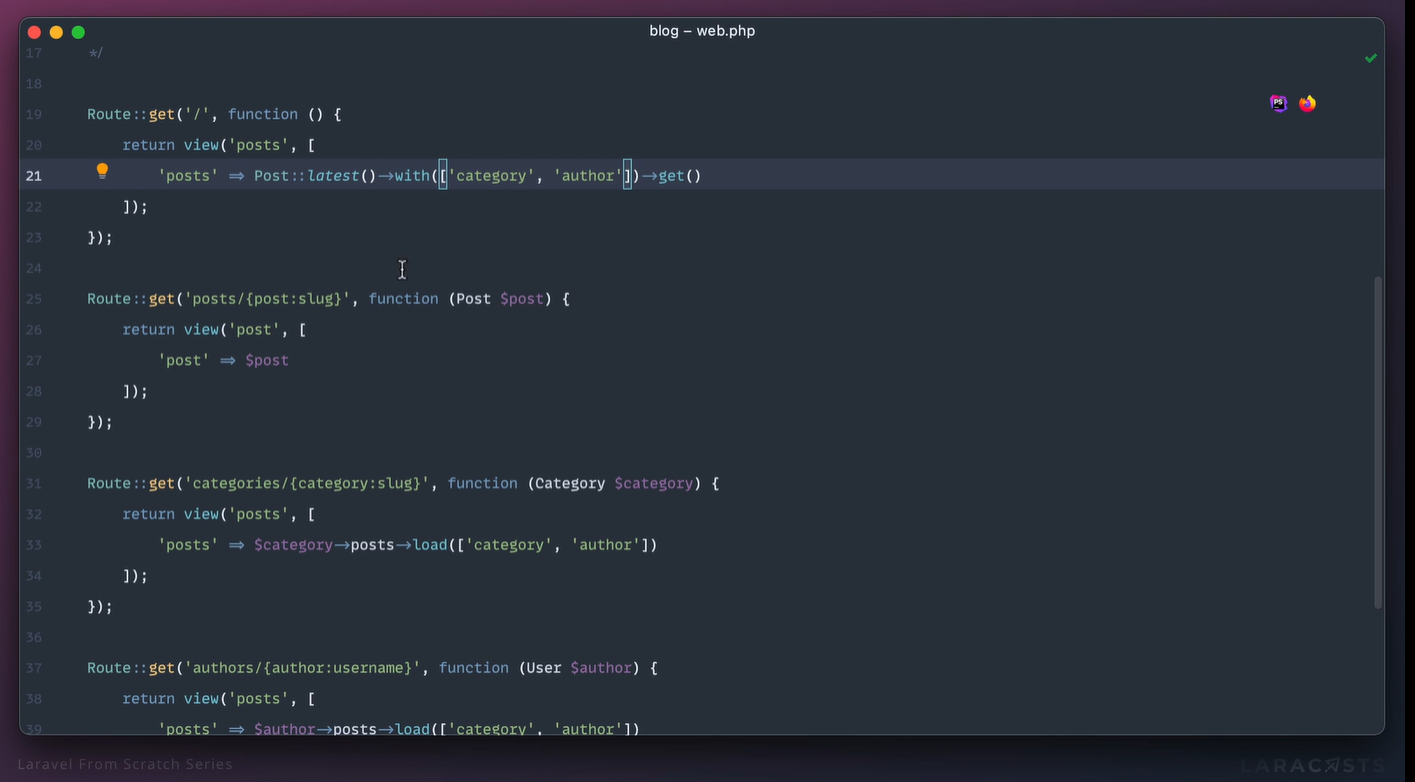 blog – web.php
17 */
18
19 Route::get('/', function () {
20 return view('posts', [
21 'posts' => Post::latest()->with(['category', 'author'])->get()
22 ]);
23 });
24
25 Route::get('posts/{post:slug}', function (Post $post) {
26 return view('post', [
27 'post' => $post
28 ]);
29 });
30
31 Route::get('categories/{category:slug}', function (Category $category) {
32 return view('posts', [
33 'posts' => $category->posts->load(['category', 'author'])
34 ]);
35 });
36
37 Route::get('authors/{author:username}', function (User $author) {
38 return view('posts', [
39 'posts' => $author->posts->load(['category', 'author'])
PS
Laravel From Scratch Series
LARACASTS